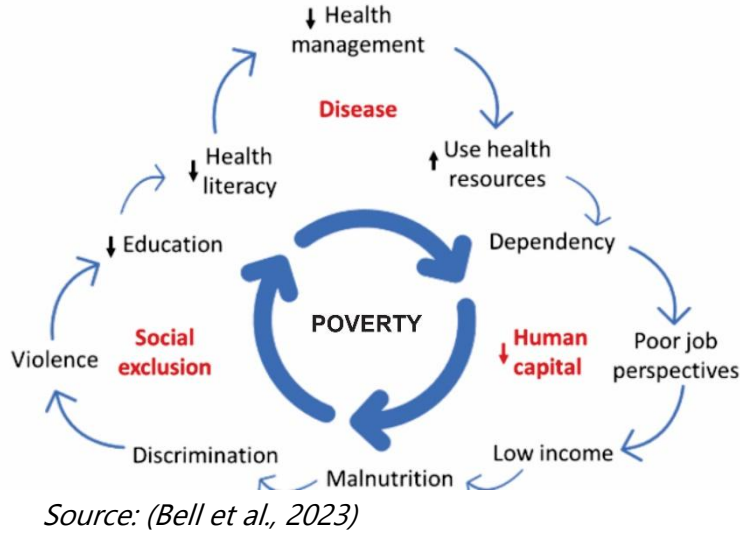 ↓ Health
management
Disease
↓ Health
literacy
↑ Use health
resources
↓ Education
Dependency
POVERTY
Social
exclusion
↓ Human
capital
Violence
Poor job
perspectives
Discrimination
Low income
Malnutrition
Source: (Bell et al., 2023)